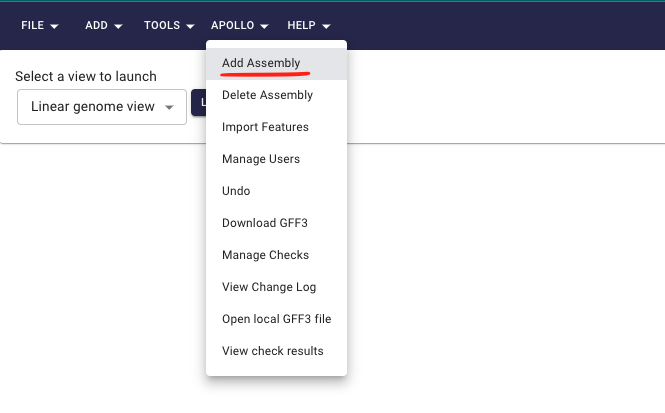 FILE ADD TOOLS APOLLO HELP
Select a view to launch
Linear genome view
L
Add Assembly
Delete Assembly
Import Features
Manage Users
Undo
Download GFF3
Manage Checks
View Change Log
Open local GFF3 file
View check results